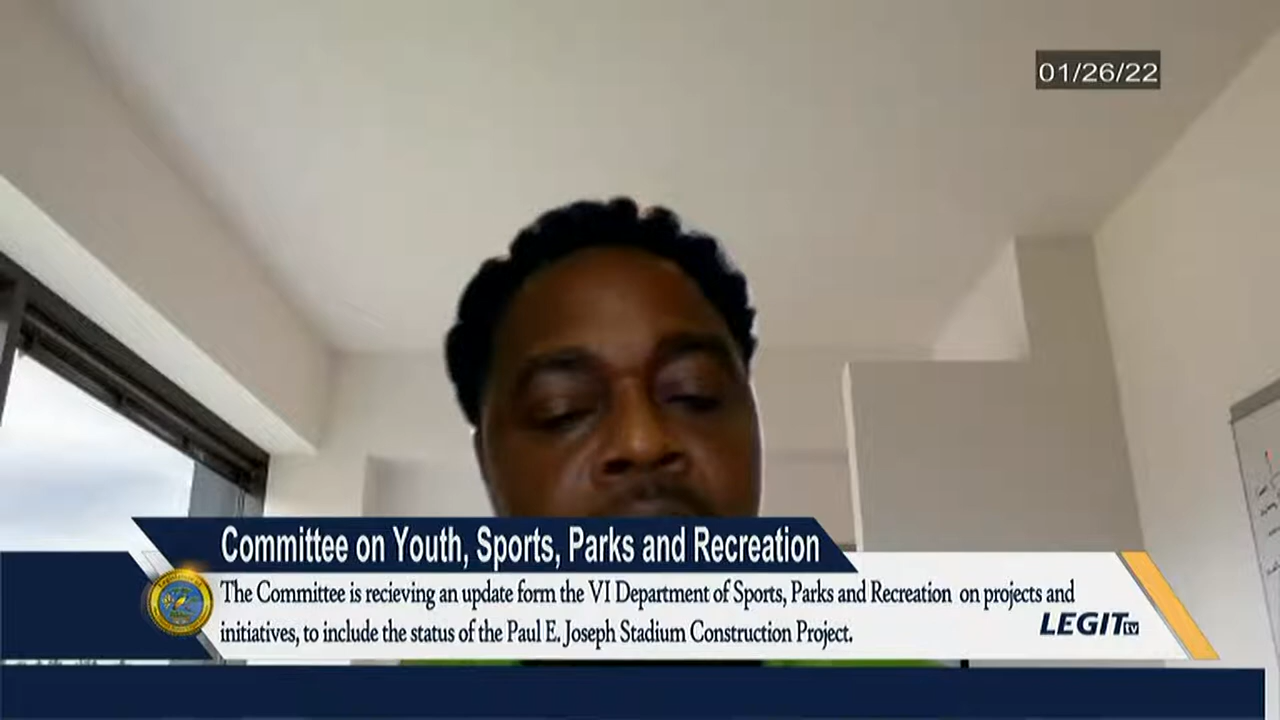 01/26/22
Committee on Youth, Sports, Parks and Recreation
The Committee is recieving an update form the VI Department of Sports, Parks and Recreation on projects and
initiatives, to include the status of the Paul E. Joseph Stadium Construction Project.
LEGIT TV